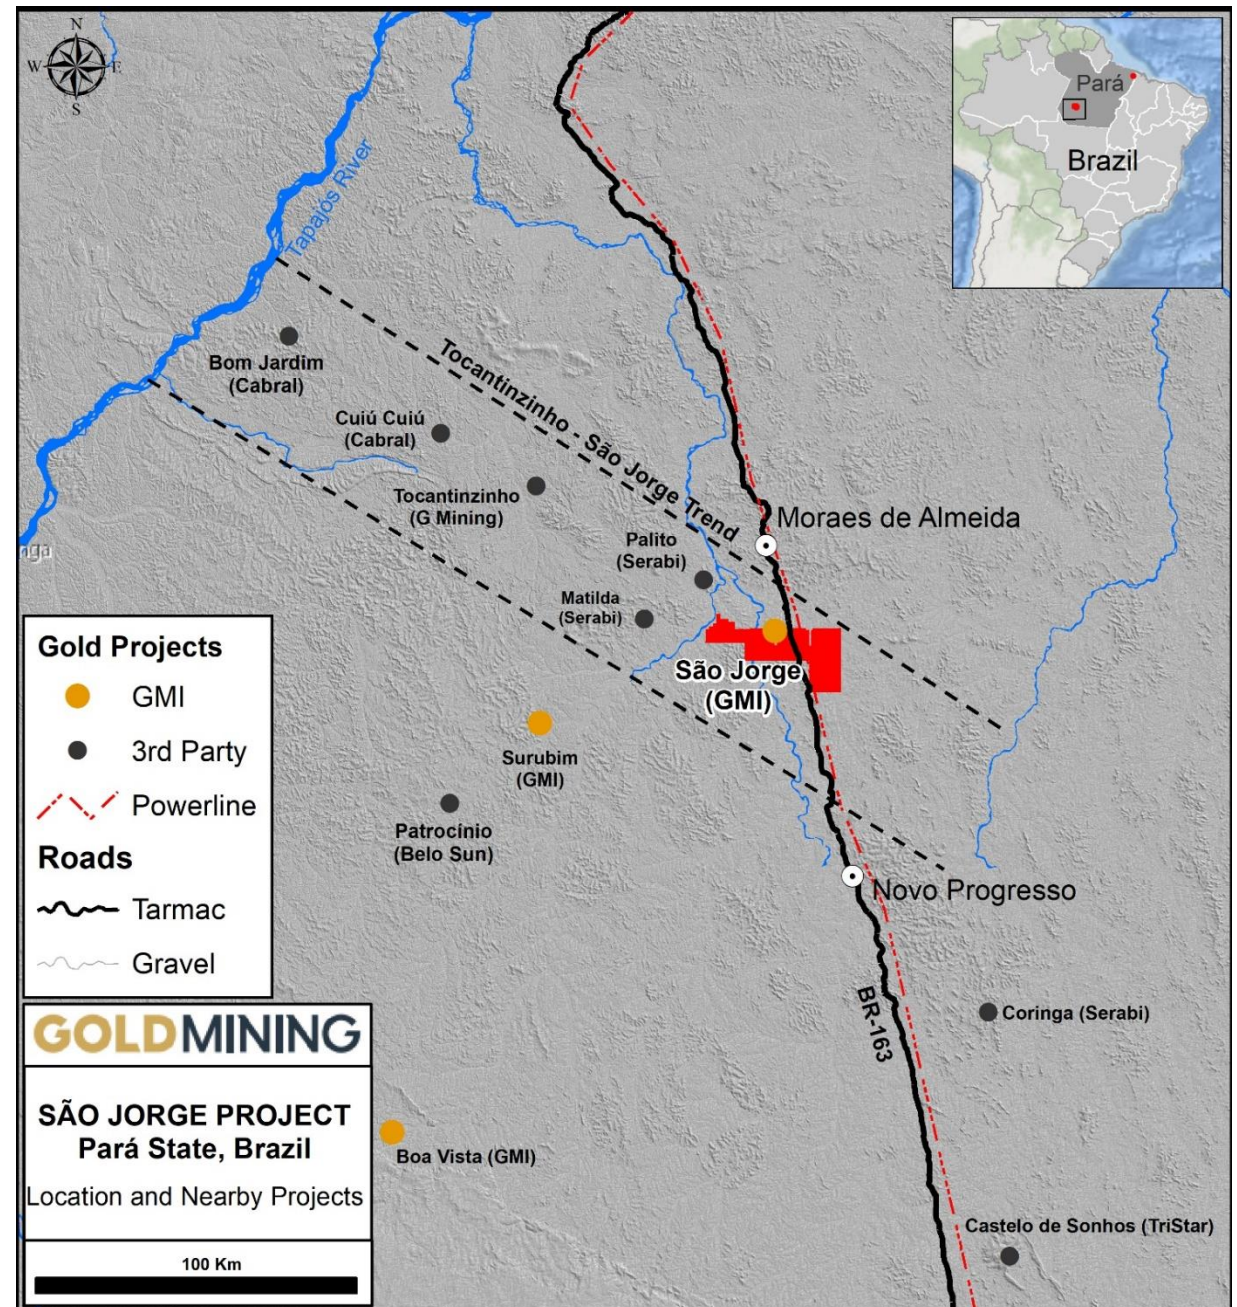 N
W
E
S
Pará
Brazil
Tapajós River
Bom Jardim
(Cabral)
Tocantinzinho - São Jorge Trend
Cuiú Cuiú
(Cabral)
Tocantinzinho
(G Mining)
Moraes de Almeida
Palito
(Serabi)
Matilda
(Serabi)
São Jorge
(GMI)
Surubim
(GMI)
Patrocínio
(Belo Sun)
Novo Progresso
BR-163
Coringa (Serabi)
Boa Vista (GMI)
Castelo de Sonhos (TriStar)
Gold Projects
GMI
3rd Party
Powerline
Roads
Tarmac
Gravel
GOLDMINING
SÃO JORGE PROJECT
Pará State, Brazil
Location and Nearby Projects
100 Km